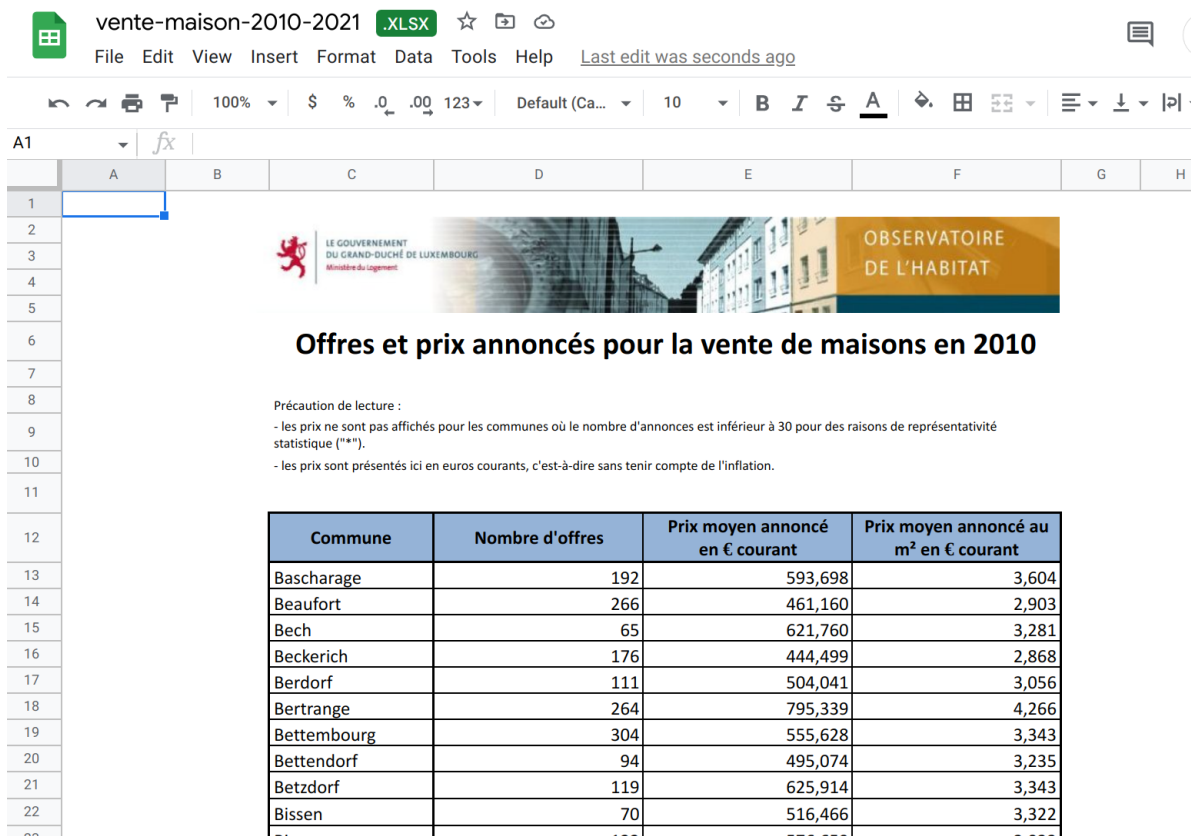 vente-maison-2010-2021 .XLSX
File Edit View Insert Format Data Tools Help Last edit was seconds ago
100% $ % .0 .00 123 Default (Ca... 10 B I S A
A1 fx
A B C D E F G H
1
2
3
4
5
6
7
8
9
10
11
12
13
14
15
16
17
18
19
20
21
22
LE GOUVERNEMENT
DU GRAND-DUCHÉ DE LUXEMBOURG
Ministère du Logement
OBSERVATOIRE
DE L'HABITAT
Offres et prix annoncés pour la vente de maisons en 2010
Précaution de lecture :
- les prix ne sont pas affichés pour les communes où le nombre d'annonces est inférieur à 30 pour des raisons de représentativité
statistique ("*").
- les prix sont présentés ici en euros courants, c'est-à-dire sans tenir compte de l'inflation.
Commune Nombre d'offres Prix moyen annoncé en € courant Prix moyen annoncé au m² en € courant
Bascharage 192 593,698 3,604
Beaufort 266 461,160 2,903
Bech 65 621,760 3,281
Beckerich 176 444,499 2,868
Berdorf 111 504,041 3,056
Bertrange 264 795,339 4,266
Bettembourg 304 555,628 3,343
Bettendorf 94 495,074 3,235
Betzdorf 119 625,914 3,343
Bissen 70 516,466 3,322